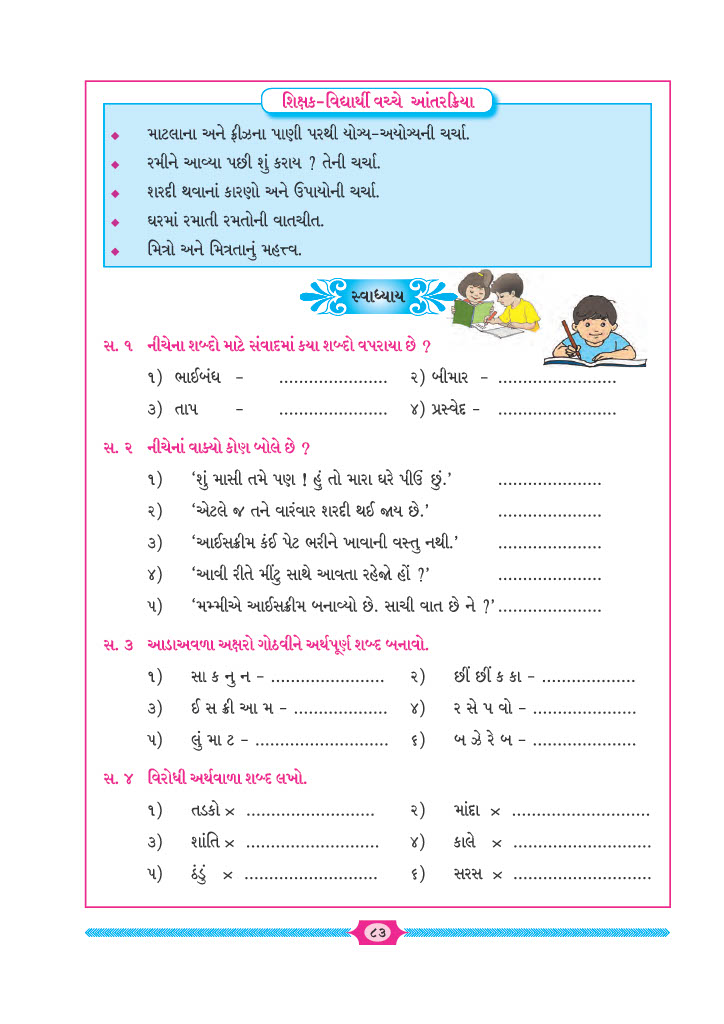 શિક્ષક-વિદ્યાર્થી વચ્ચે આંતરક્રિયા
◆ માટલાના અને ફ્રીઝના પાણી પરથી યોગ્ય-અયોગ્યની ચર્ચા.
◆ રમીને આવ્યા પછી શું કરાય ? તેની ચર્ચા.
◆ શરદી થવાનાં કારણો અને ઉપાયોની ચર્ચા.
◆ ઘરમાં રમાતી રમતોની વાતચીત.
◆ મિત્રો અને મિત્રતાનું મહત્ત્વ.
સ્વાધ્યાય
સ. ૧ નીચેના શબ્દો માટે સંવાદમાં કયા શબ્દો વપરાયા છે ?
૧) ભાઈબંધ - ...................... ૨) બીમાર - ........................
૩) તાપ - ...................... ૪) પ્રસ્વેદ - ........................
સ. ૨ નીચેનાં વાક્યો કોણ બોલે છે ?
૧) ‘શું માસી તમે પણ ! હું તો મારા ઘરે પીઉં છું.’ .....................
૨) ‘એટલે જ તને વારંવાર શરદી થઈ જાય છે.’ .....................
૩) ‘આઈસક્રીમ કંઈ પેટ ભરીને ખાવાની વસ્તુ નથી.’ .....................
૪) ‘આવી રીતે મીંટુ સાથે આવતા રહેજો હોં ?’ .....................
૫) ‘મમ્મીએ આઈસક્રીમ બનાવ્યો છે. સાચી વાત છે ને ?’ .....................
સ. ૩ આડાઅવળા અક્ષરો ગોઠવીને અર્થપૂર્ણ શબ્દ બનાવો.
૧) સા ક નુ ન - ....................... ૨) છીં છીં ક કા - ...................
૩) ઈ સ ક્રી આ મ - ................... ૪) ર સે પ વો - .....................
૫) લું મા ટ - ........................... ૬) બ ઝે રે બ - .....................
સ. ૪ વિરોધી અર્થવાળા શબ્દ લખો.
૧) તડકો × .......................... ૨) માંદા × ............................
૩) શાંતિ × ........................... ૪) કાલે × ............................
૫) ઠંડું × ........................... ૬) સરસ × ............................
૮૩